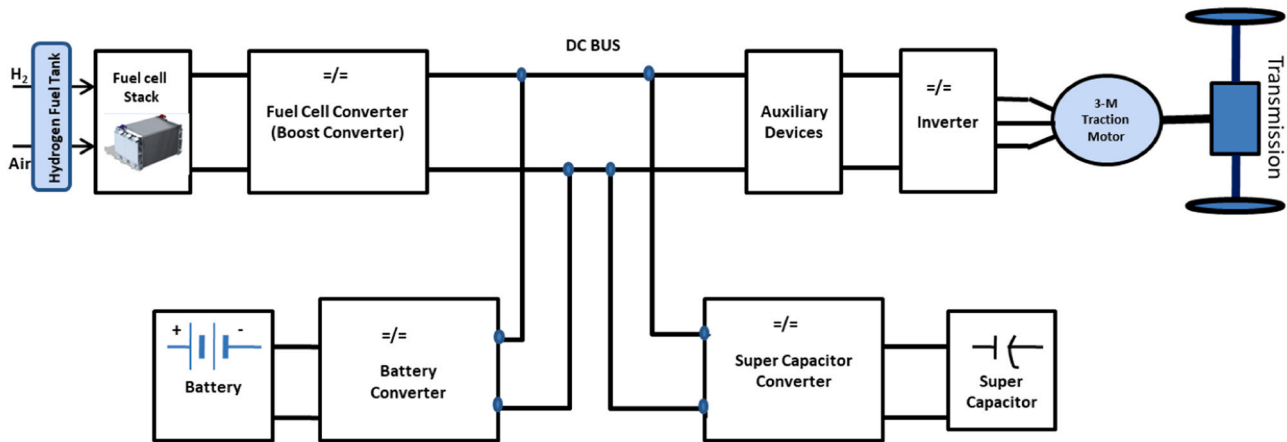 H2
Air
Hydrogen Fuel Tank
Fuel cell
Stack
=/=
Fuel Cell Converter
(Boost Converter)
DC BUS
Auxiliary
Devices
=/=
Inverter
3-M
Traction
Motor
Transmission
+ -
Battery
=/=
Battery
Converter
=/=
Super Capacitor
Converter
Super
Capacitor